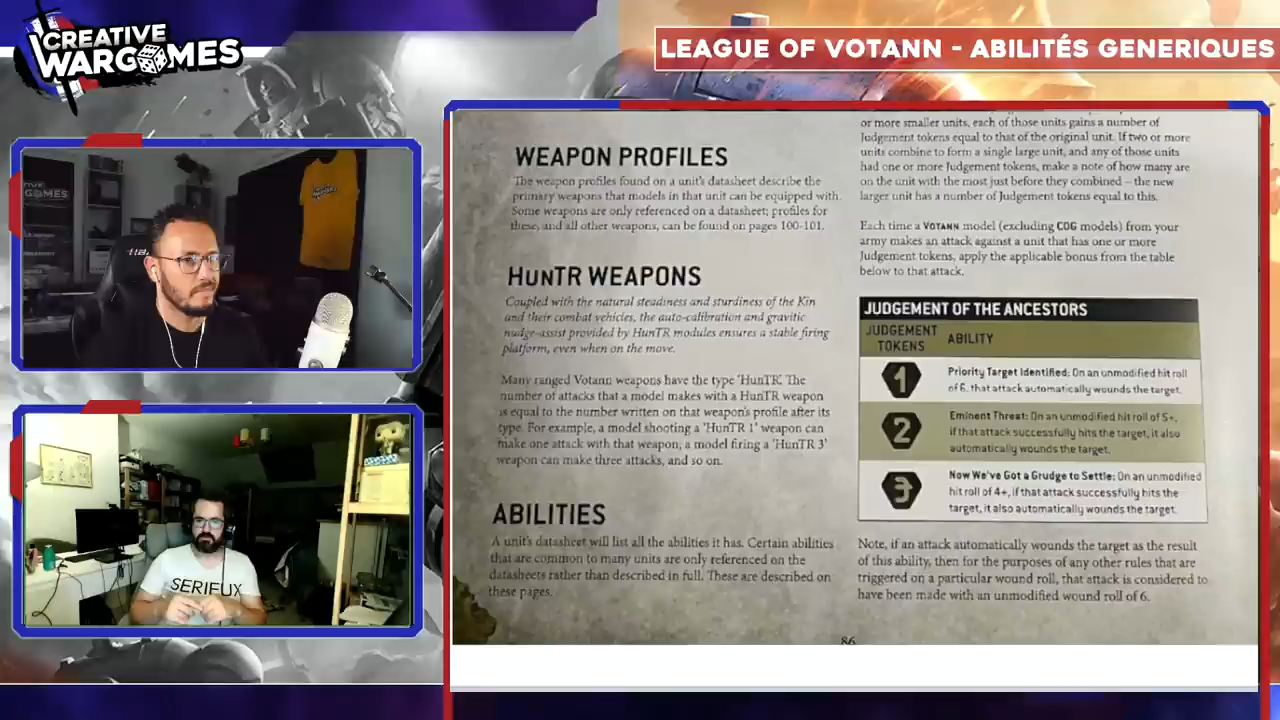 CREATIVE
WARGAMES
LEAGUE OF VOTANN - ABILITÉS GENERIQUES
SERIEUX
WEAPON PROFILES
The weapon profiles found on a unit's datasheet describe the
primary weapons that models in that unit can be equipped with.
Some weapons are only referenced on a datasheet; profiles for
these, and all other weapons, can be found on pages 100-101.
HunTR WEAPONS
Coupled with the natural steadiness and sturdiness of the Kin
and their combat vehicles, the auto-calibration and gravitic
nudge-assist provided by HunTR modules ensures a stable firing
platform, even when on the move.
Many ranged Votann weapons have the type 'HunTR'. The
number of attacks that a model makes with a HunTR weapon
is equal to the number written on that weapon's profile after its
type. For example, a model shooting a 'HunTR 1' weapon can
make one attack with that weapon, a model firing a 'HunTR 3'
weapon can make three attacks, and so on.
ABILITIES
A unit's datasheet will list all the abilities it has. Certain abilities
that are common to many units are only referenced on the
datasheets rather than described in full. These are described on
these pages.
or more smaller units, each of those units gains a number of
Judgement tokens equal to that of the original unit. If two or more
units combine to form a single large unit, and any of those units
had one or more Judgement tokens, make a note of how many are
on the unit with the most just before they combined – the new
larger unit has a number of Judgement tokens equal to this.
Each time a VOTANN model (excluding COG models) from your
army makes an attack against a unit that has one or more
Judgement tokens, apply the applicable bonus from the table
below to that attack.
JUDGEMENT OF THE ANCESTORS
JUDGEMENT TOKENS ABILITY
1 Priority Target Identified: On an unmodified hit roll
of 6, that attack automatically wounds the target.
2 Eminent Threat: On an unmodified hit roll of 5+,
if that attack successfully hits the target, it also
automatically wounds the target.
3 Now We've Got a Grudge to Settle: On an unmodified
hit roll of 4+, if that attack successfully hits the
target, it also automatically wounds the target.
Note, if an attack automatically wounds the target as the result
of this ability, then for the purposes of any other rules that are
triggered on a particular wound roll, that attack is considered to
have been made with an unmodified wound roll of 6.
86